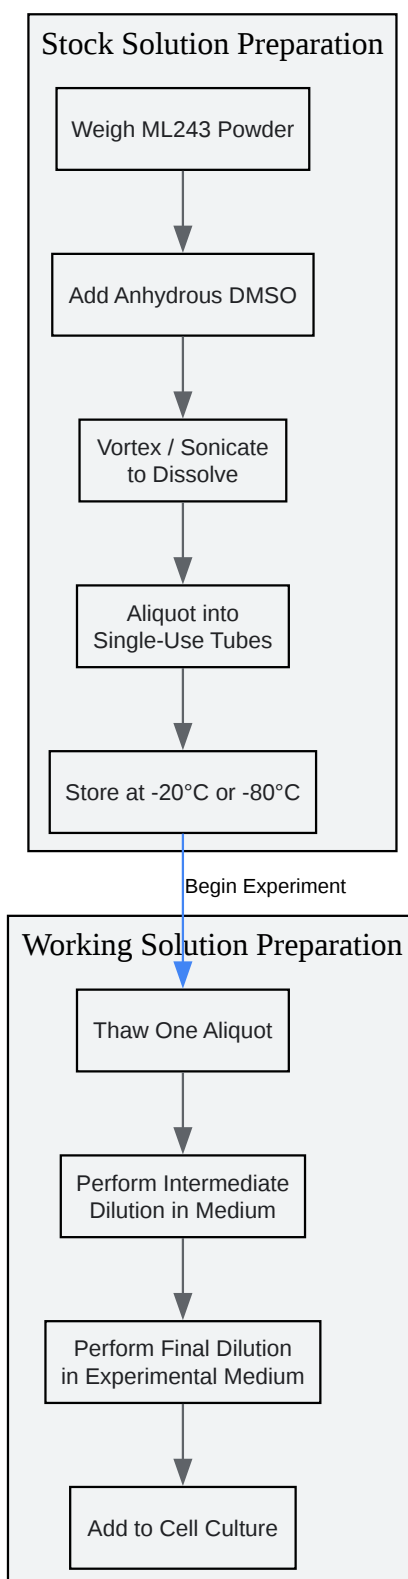 Stock Solution Preparation
Weigh ML243 Powder
Add Anhydrous DMSO
Vortex / Sonicate
to Dissolve
Aliquot into
Single-Use Tubes
Store at -20°C or -80°C
Begin Experiment
Working Solution Preparation
Thaw One Aliquot
Perform Intermediate
Dilution in Medium
Perform Final Dilution
in Experimental Medium
Add to Cell Culture